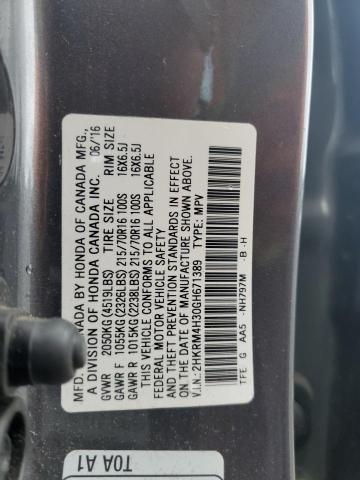 MFD. CANADA BY HONDA OF CANADA MFG.,
A DIVISION OF HONDA CANADA INC. 06/'16
TIRE SIZE RIM SIZE
GVWR 2050KG(4519LBS)
GAWR F 1055KG(2326LBS) 215/70R16 100S 16X6.5J
GAWR R 1015KG(2238LBS) 215/70R16 100S 16X6.5J
THIS VEHICLE CONFORMS TO ALL APPLICABLE
FEDERAL MOTOR VEHICLE SAFETY, BUMPER,
AND THEFT PREVENTION STANDARDS IN EFFECT
ON THE DATE OF MANUFACTURE SHOWN ABOVE.
V.I.N.: 2HKRM4H30GH671389 TYPE: MPV
TFE G AA5 -NH797M -B -H
T0A A1